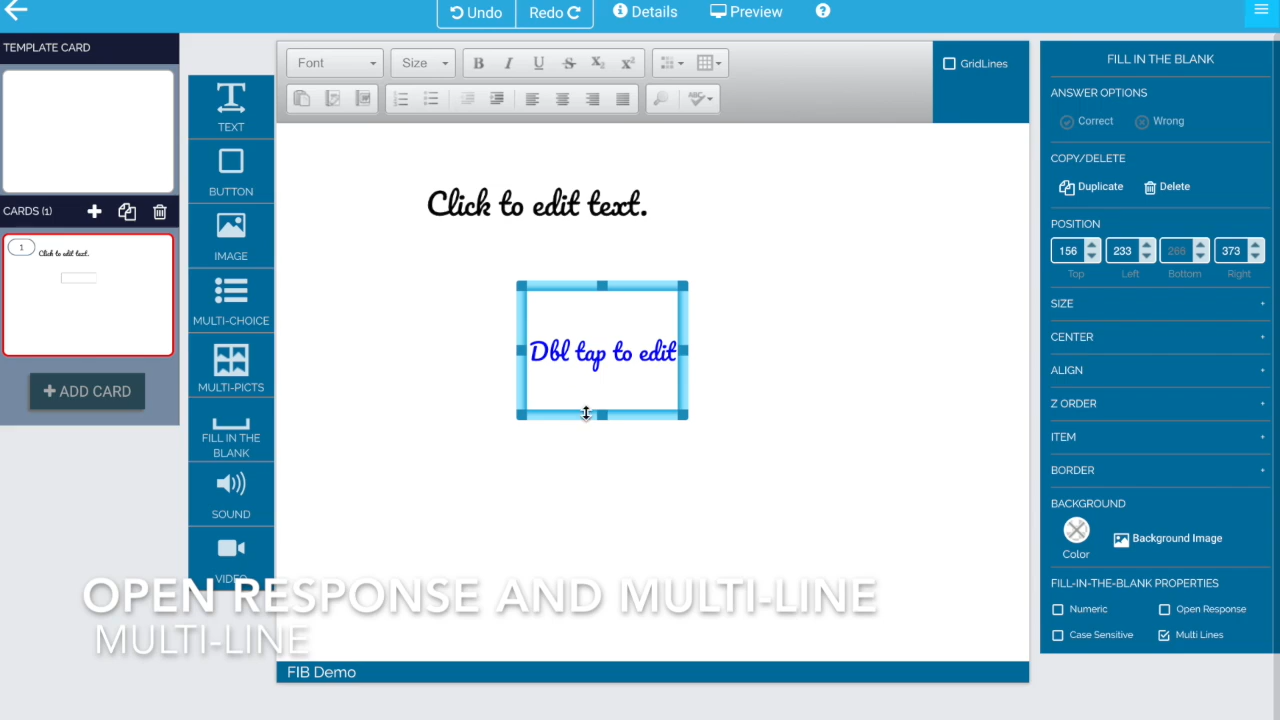 Undo Redo Details Preview ?
TEMPLATE CARD
CARDS (1)
1 Click to edit text.
+ ADD CARD
TEXT
BUTTON
IMAGE
MULTI-CHOICE
MULTI-PICTS
FILL IN THE
BLANK
SOUND
VIDEO
Font Size B I U S x₂ x²
ABC
GridLines
Click to edit text.
Dbl tap to edit
OPEN RESPONSE AND MULTI-LINE
MULTI-LINE
FIB Demo
FILL IN THE BLANK
ANSWER OPTIONS
Correct Wrong
COPY/DELETE
Duplicate Delete
POSITION
156 233 266 373
Top Left Bottom Right
SIZE +
CENTER +
ALIGN +
Z ORDER +
ITEM +
BORDER +
BACKGROUND
Color Background Image
FILL-IN-THE-BLANK PROPERTIES
Numeric Open Response
Case Sensitive Multi Lines